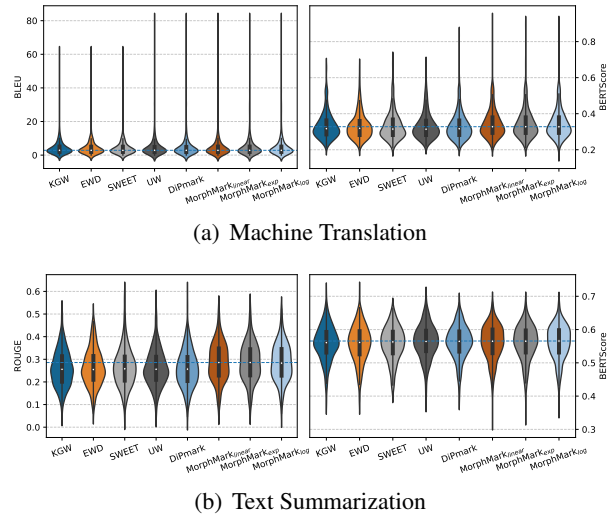 80
60
40
20
0
BLEU
KGW
EWD
SWEET
UW
DiPmark
MorphMarklinear
MorphMarkexp
MorphMarklog
0.8
0.6
0.4
0.2
BERTScore
KGW
EWD
SWEET
UW
DiPmark
MorphMarklinear
MorphMarkexp
MorphMarklog
(a) Machine Translation
0.6
0.5
0.4
0.3
0.2
0.1
0.0
ROUGE
KGW
EWD
SWEET
UW
DiPmark
MorphMarklinear
MorphMarkexp
MorphMarklog
0.7
0.6
0.5
0.4
0.3
BERTScore
KGW
EWD
SWEET
UW
DiPmark
MorphMarklinear
MorphMarkexp
MorphMarklog
(b) Text Summarization